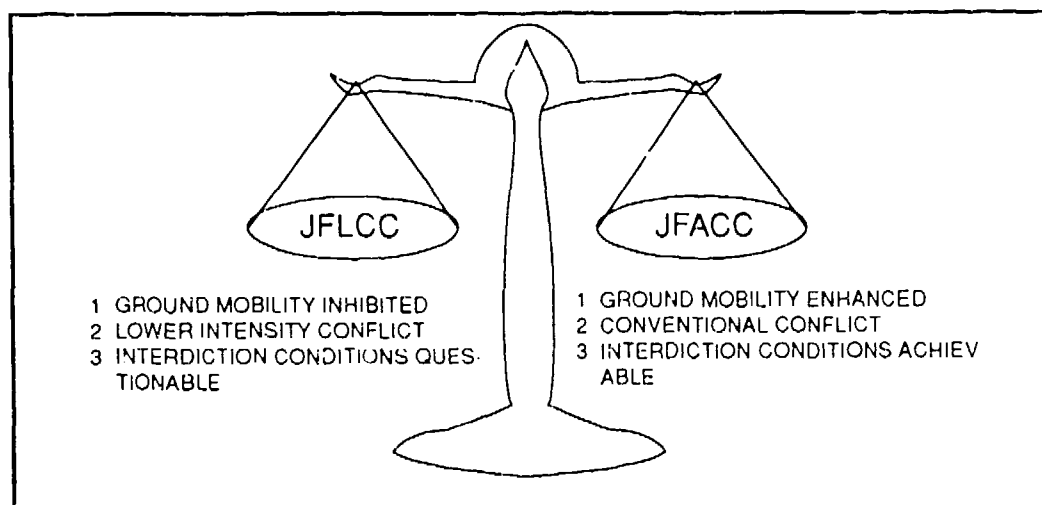 JFLCC
1 GROUND MOBILITY INHIBITED
2 LOWER INTENSITY CONFLICT
3 INTERDICTION CONDITIONS QUES-
TIONABLE
JFACC
1 GROUND MOBILITY ENHANCED
2 CONVENTIONAL CONFLICT
3 INTERDICTION CONDITIONS ACHIEV
ABLE